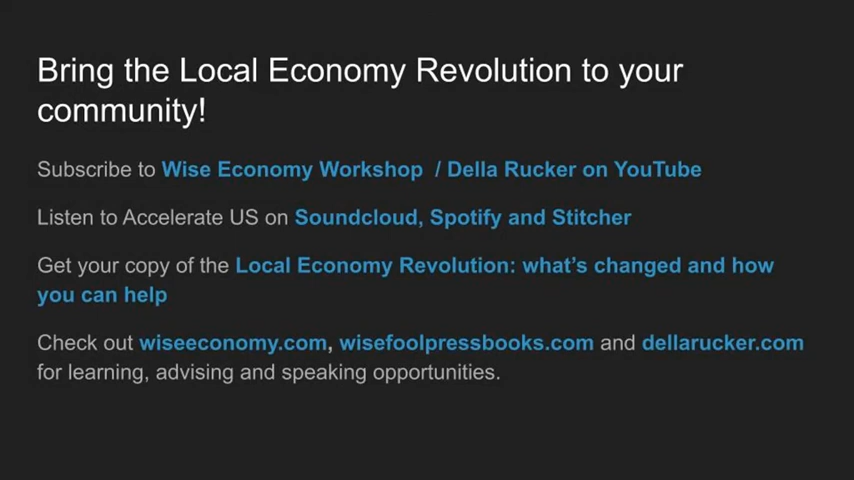 Bring the Local Economy Revolution to your
community!
Subscribe to Wise Economy Workshop / Della Rucker on YouTube
Listen to Accelerate US on Soundcloud, Spotify and Stitcher
Get your copy of the Local Economy Revolution: what's changed and how
you can help
Check out wiseeconomy.com, wisefoolpressbooks.com and dellarucker.com
for learning, advising and speaking opportunities.